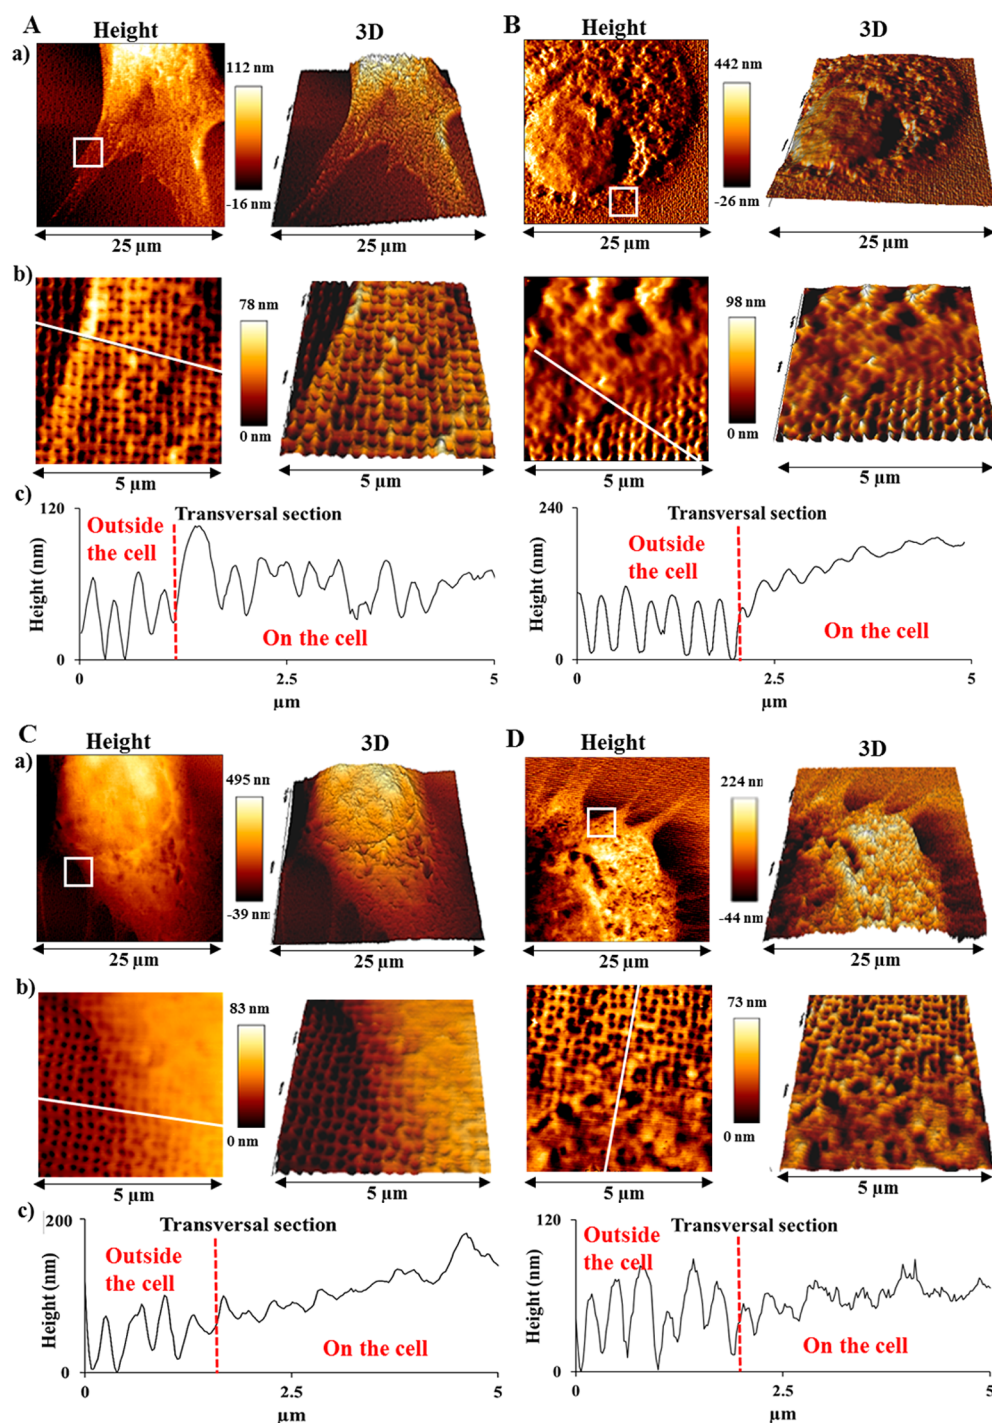 A
Height
3D
a)
112 nm
-16 nm
25 µm
25 µm
b)
78 nm
0 nm
5 µm
5 µm
c)
120
Transversal section
Outside
the cell
Height (nm)
On the cell
0
0
2.5
5
µm
B
Height
3D
442 nm
-26 nm
25 µm
25 µm
98 nm
0 nm
5 µm
5 µm
240
Transversal section
Outside
the cell
Height (nm)
On the cell
0
0
2.5
5
µm
C
Height
3D
a)
495 nm
-39 nm
25 µm
25 µm
b)
83 nm
0 nm
5 µm
5 µm
c)
200
Transversal section
Outside
the cell
Height (nm)
On the cell
0
0
2.5
5
µm
D
Height
3D
224 nm
-44 nm
25 µm
25 µm
73 nm
0 nm
5 µm
5 µm
120
Transversal section
Outside
the cell
Height (nm)
On the cell
0
0
2.5
5
µm